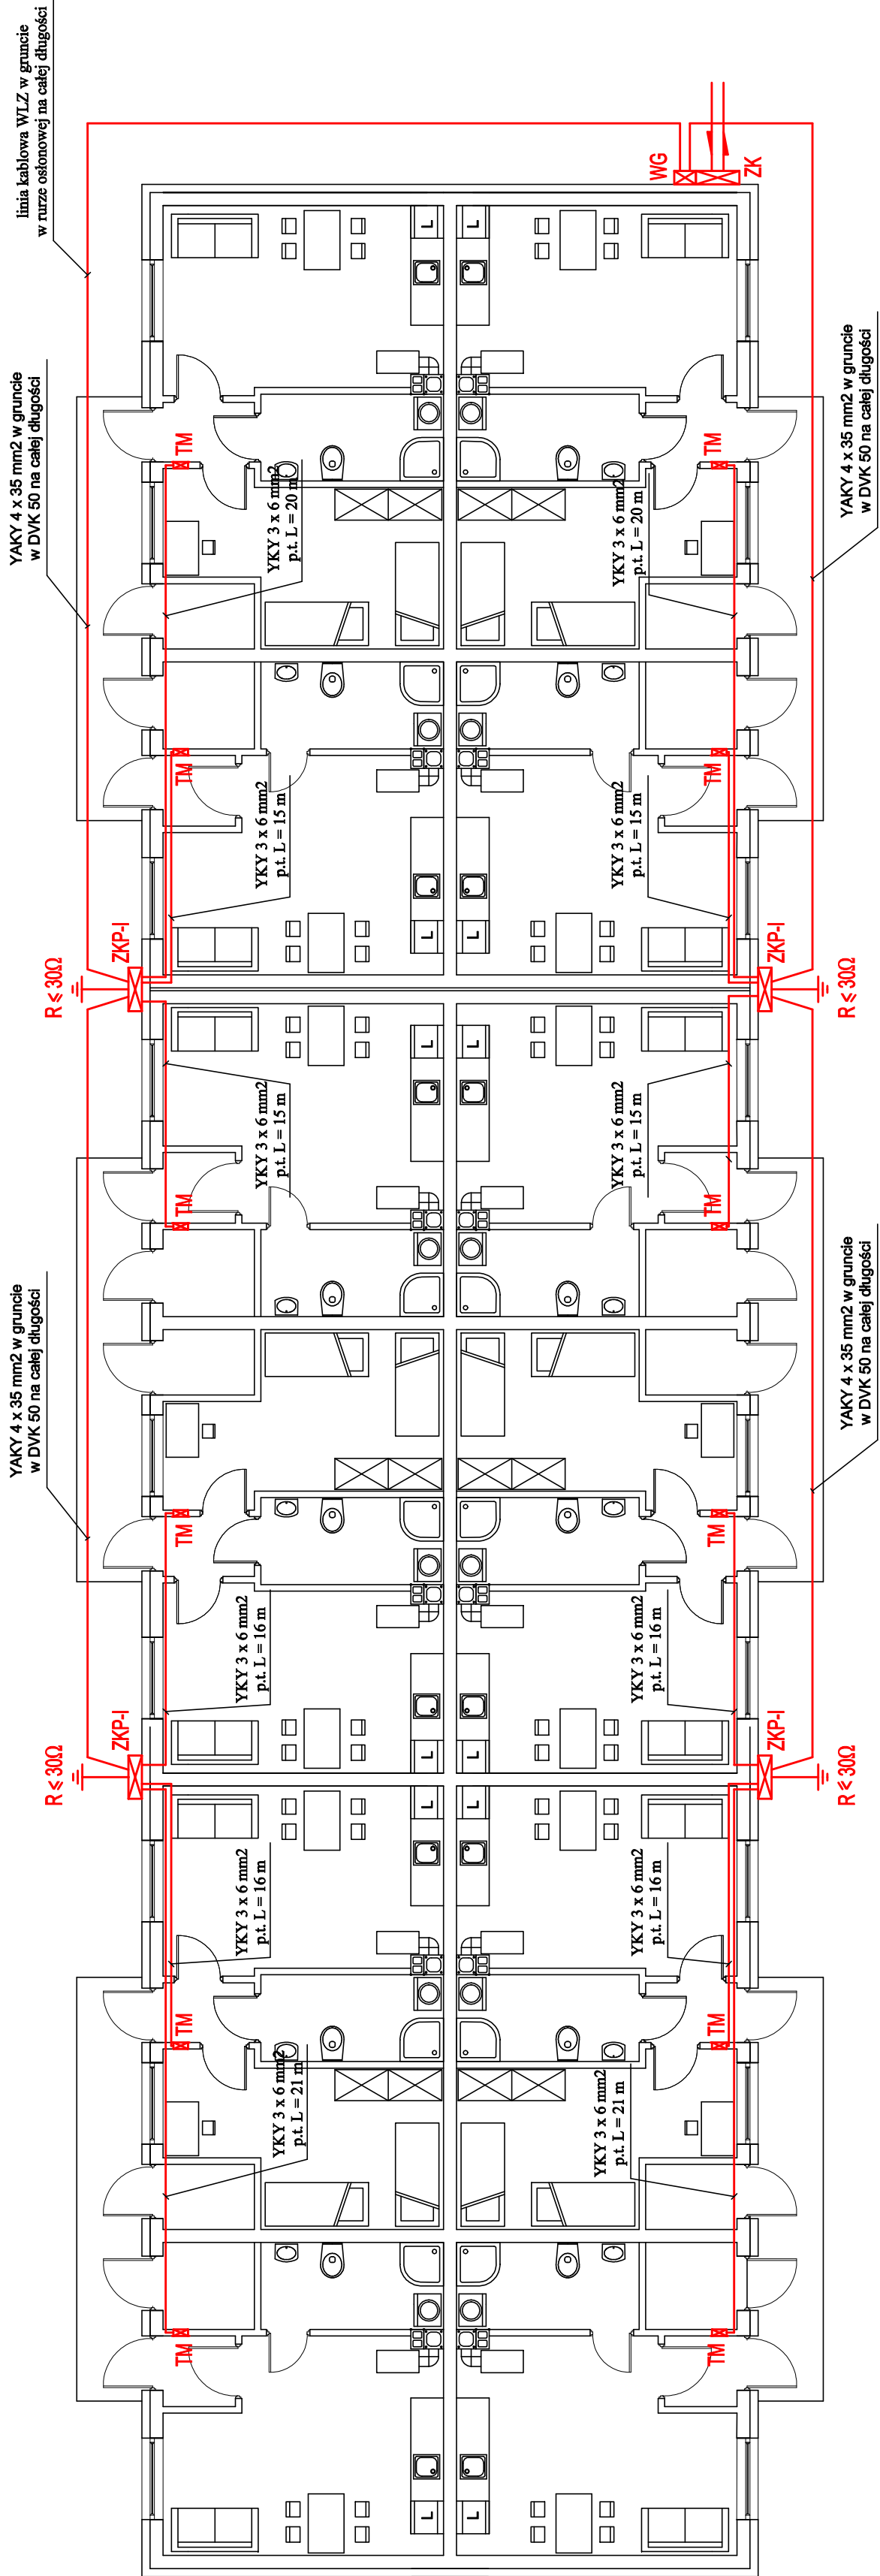 linia kablowa WLZ w gruncie
w rurze osłonowej na całej długości
WG
ZK
YAKY 4 x 35 mm2 w gruncie
w DVK 50 na całej długości
YAKY 4 x 35 mm2 w gruncie
w DVK 50 na całej długości
L
L
TM
TM
YKY 3 x 6 mm2
p.t. L = 20 m
YKY 3 x 6 mm2
p.t. L = 20 m
TM
TM
YKY 3 x 6 mm2
p.t. L = 15 m
YKY 3 x 6 mm2
p.t. L = 15 m
L
L
ZKP-I
ZKP-I
R ⩽ 30Ω
R ⩽ 30Ω
L
L
YKY 3 x 6 mm2
p.t. L = 15 m
YKY 3 x 6 mm2
p.t. L = 15 m
TM
TM
YAKY 4 x 35 mm2 w gruncie
w DVK 50 na całej długości
YAKY 4 x 35 mm2 w gruncie
w DVK 50 na całej długości
TM
TM
YKY 3 x 6 mm2
p.t. L = 16 m
YKY 3 x 6 mm2
p.t. L = 16 m
L
L
ZKP-I
ZKP-I
R ⩽ 30Ω
R ⩽ 30Ω
L
L
YKY 3 x 6 mm2
p.t. L = 16 m
YKY 3 x 6 mm2
p.t. L = 16 m
TM
TM
YKY 3 x 6 mm2
p.t. L = 21 m
YKY 3 x 6 mm2
p.t. L = 21 m
TM
TM
L
L